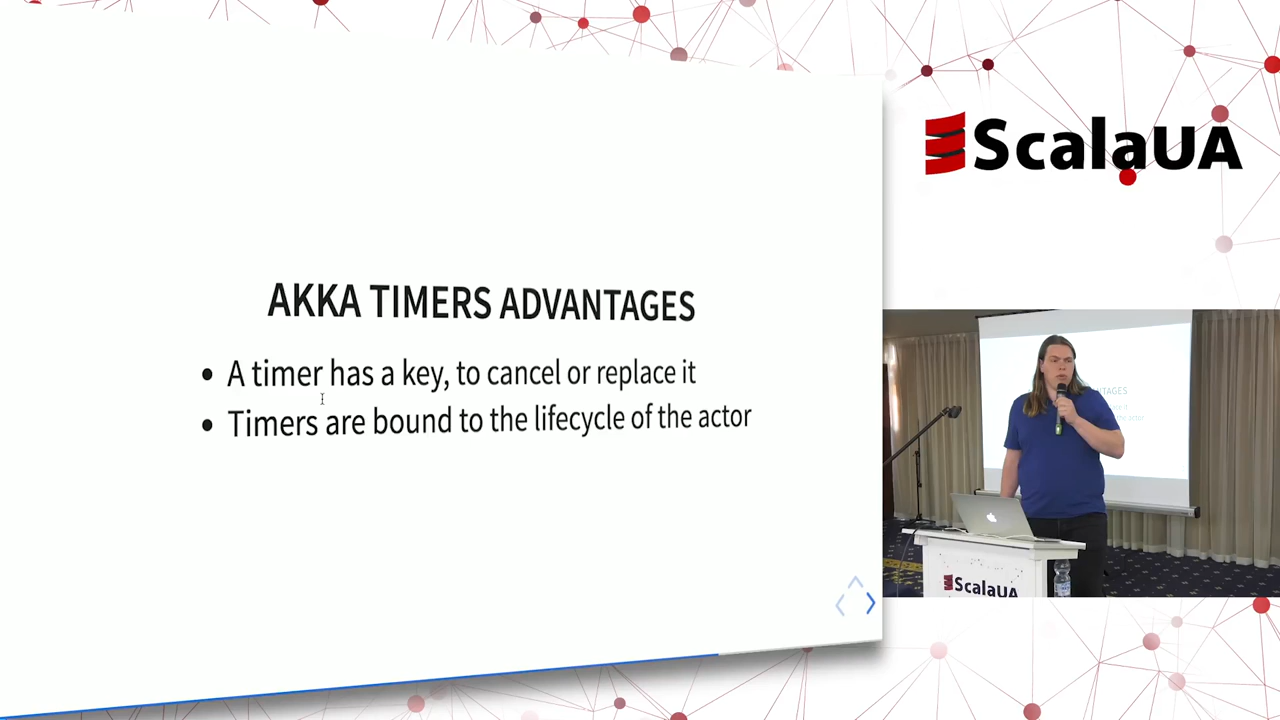 AKKA TIMERS ADVANTAGES
• A timer has a key, to cancel or replace it
• Timers are bound to the lifecycle of the actor
ScalaUA
ScalaUA